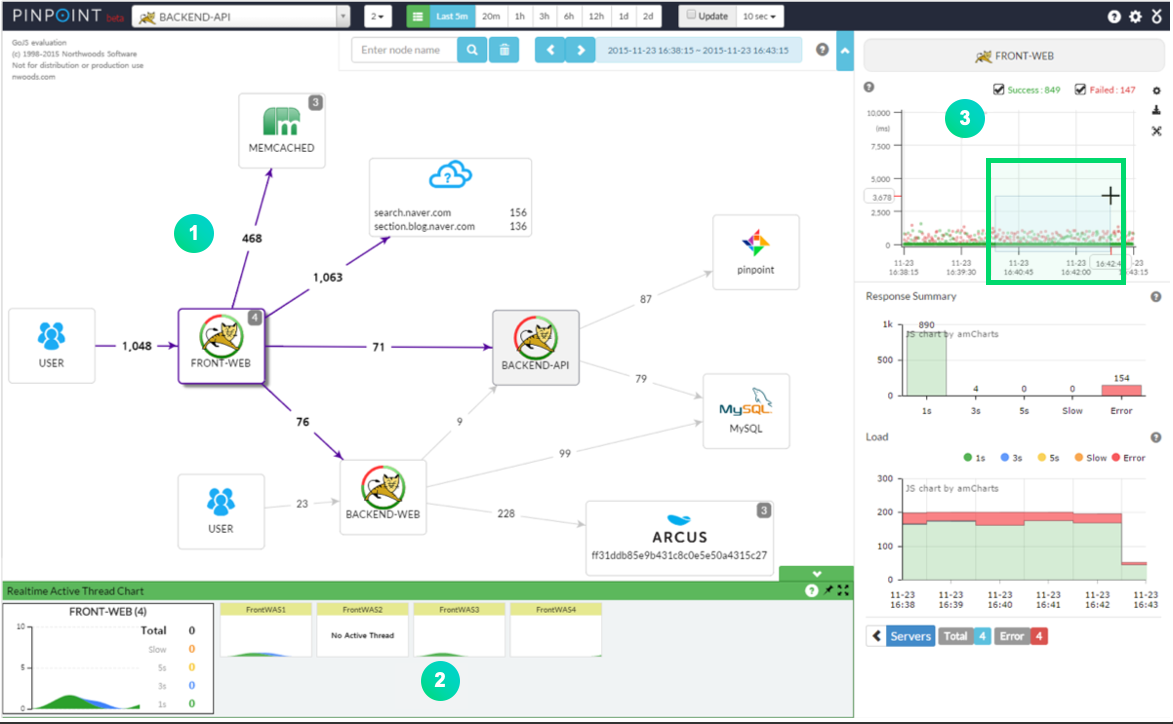 PINPOINT beta
BACKEND-API
2
Last 5m 20m 1h 3h 6h 12h 1d 2d
Update 10 sec
GoJS evaluation
(c) 1998-2015 Northwoods Software
Not for distribution or production use
nwoods.com
Enter node name
2015-11-23 16:38:15 ~ 2015-11-23 16:43:15
?
3
MEMCACHED
?
search.naver.com 156
section.blog.naver.com 136
1
468
1,063
pinpoint
87
USER
1,048
4
FRONT-WEB
71
BACKEND-API
79
MySQL
MySQL
76
9
99
USER
23
BACKEND-WEB
228
3
ARCUS
ff31ddb85e9b431c8c0e5e50a4315c27
Realtime Active Thread Chart
?
FRONT-WEB (4)
10
5
0
Total 0
Slow 0
5s 0
3s 0
1s 0
FrontWAS1
FrontWAS2
No Active Thread
FrontWAS3
FrontWAS4
2
FRONT-WEB
?
Success : 849 Failed : 147
3
10,000
(ms)
7,500
5,000
3,678
2,500
0
11-23
16:38:15
11-23
16:39:30
11-23
16:40:45
11-23
16:42:00
16:42:4
-23
:43:15
Response Summary
?
JS chart by amCharts
1k
500
0
890
4
0
0
154
1s 3s 5s Slow Error
Load
?
1s 3s 5s Slow Error
JS chart by amCharts
300
200
100
0
11-23
16:38
11-23
16:39
11-23
16:40
11-23
16:41
11-23
16:42
11-23
16:43
Servers Total 4 Error 4